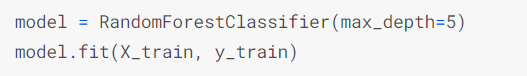 model = RandomForestClassifier(max_depth=5)
model.fit(X_train, y_train)